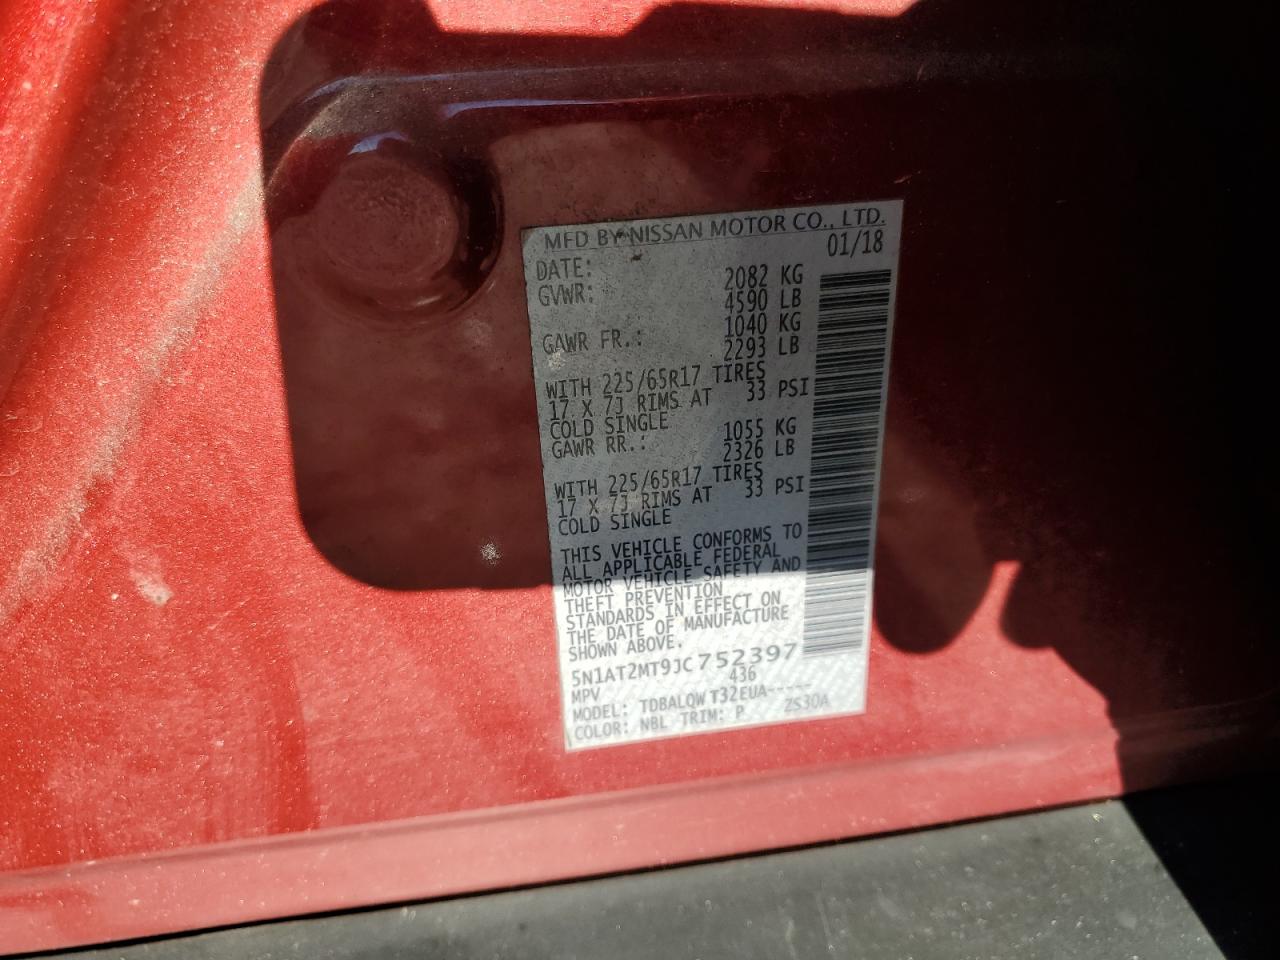 MFD BY NISSAN MOTOR CO., LTD.
DATE: 01/18
GVWR: 2082 KG
4590 LB
GAWR FR.: 1040 KG
2293 LB
WITH 225/65R17 TIRES
17 X 7J RIMS AT 33 PSI
COLD SINGLE
GAWR RR.: 1055 KG
2326 LB
WITH 225/65R17 TIRES
17 X 7J RIMS AT 33 PSI
COLD SINGLE
THIS VEHICLE CONFORMS TO
ALL APPLICABLE FEDERAL
MOTOR VEHICLE SAFETY AND
THEFT PREVENTION
STANDARDS IN EFFECT ON
THE DATE OF MANUFACTURE
SHOWN ABOVE.
5N1AT2MT9JC752397
MPV 436
MODEL: TDBALQW T32EUA-----
COLOR: NBL TRIM: P ZS30A